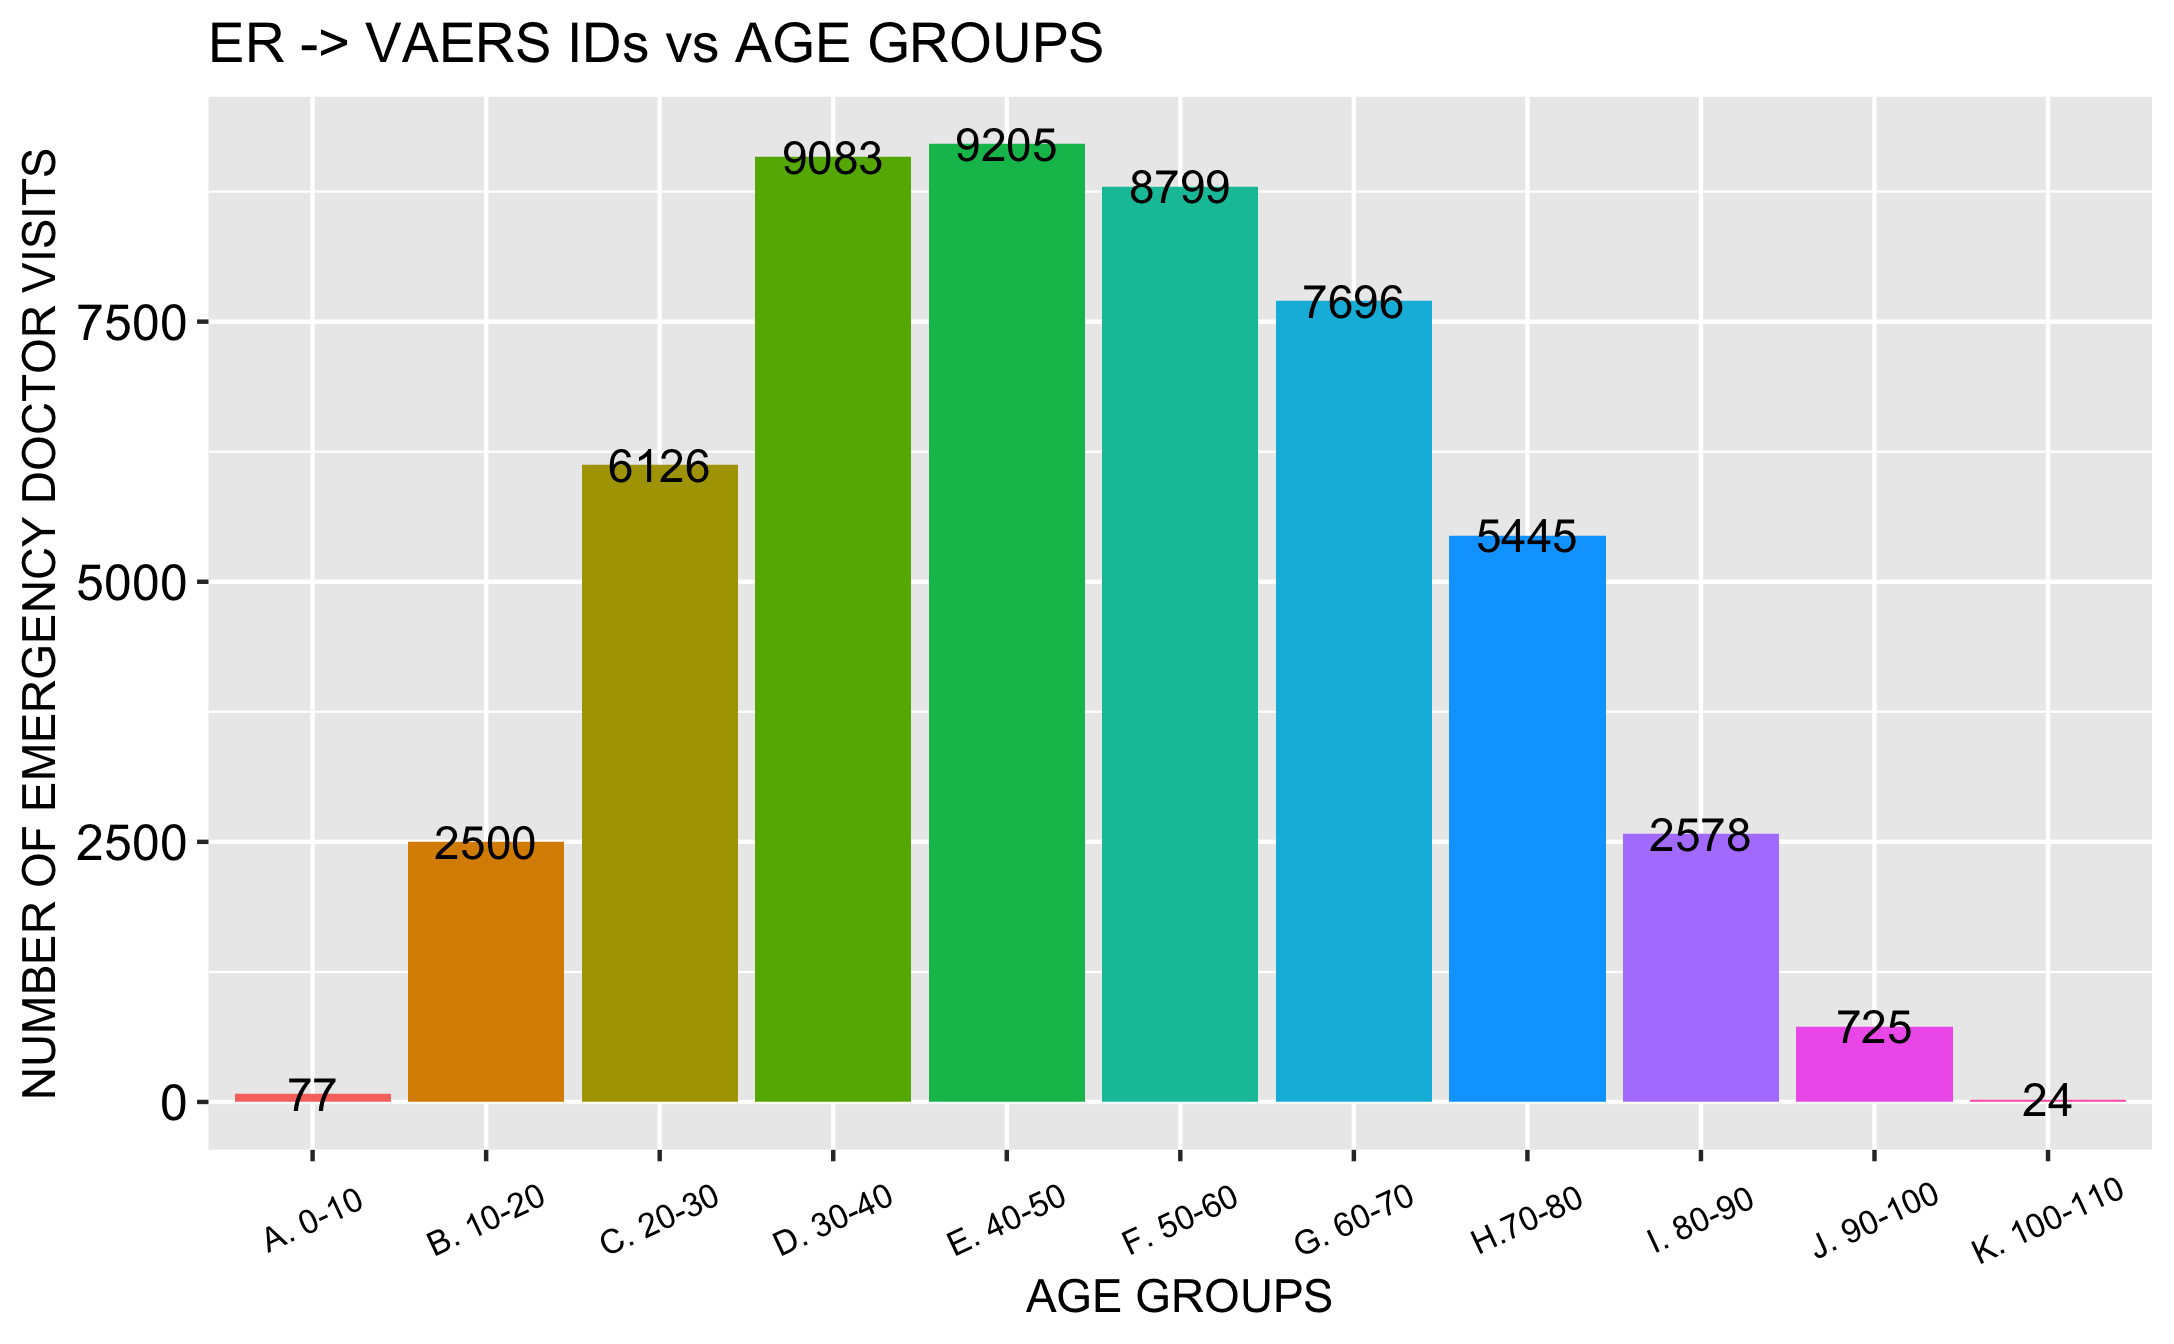 ER -> VAERS IDs vs AGE GROUPS
NUMBER OF EMERGENCY DOCTOR VISITS
7500
5000
2500
0
77
2500
6126
9083
9205
8799
7696
5445
2578
725
24
A. 0-10
B. 10-20
C. 20-30
D. 30-40
E. 40-50
F. 50-60
G. 60-70
H.70-80
I. 80-90
J. 90-100
K. 100-110
AGE GROUPS